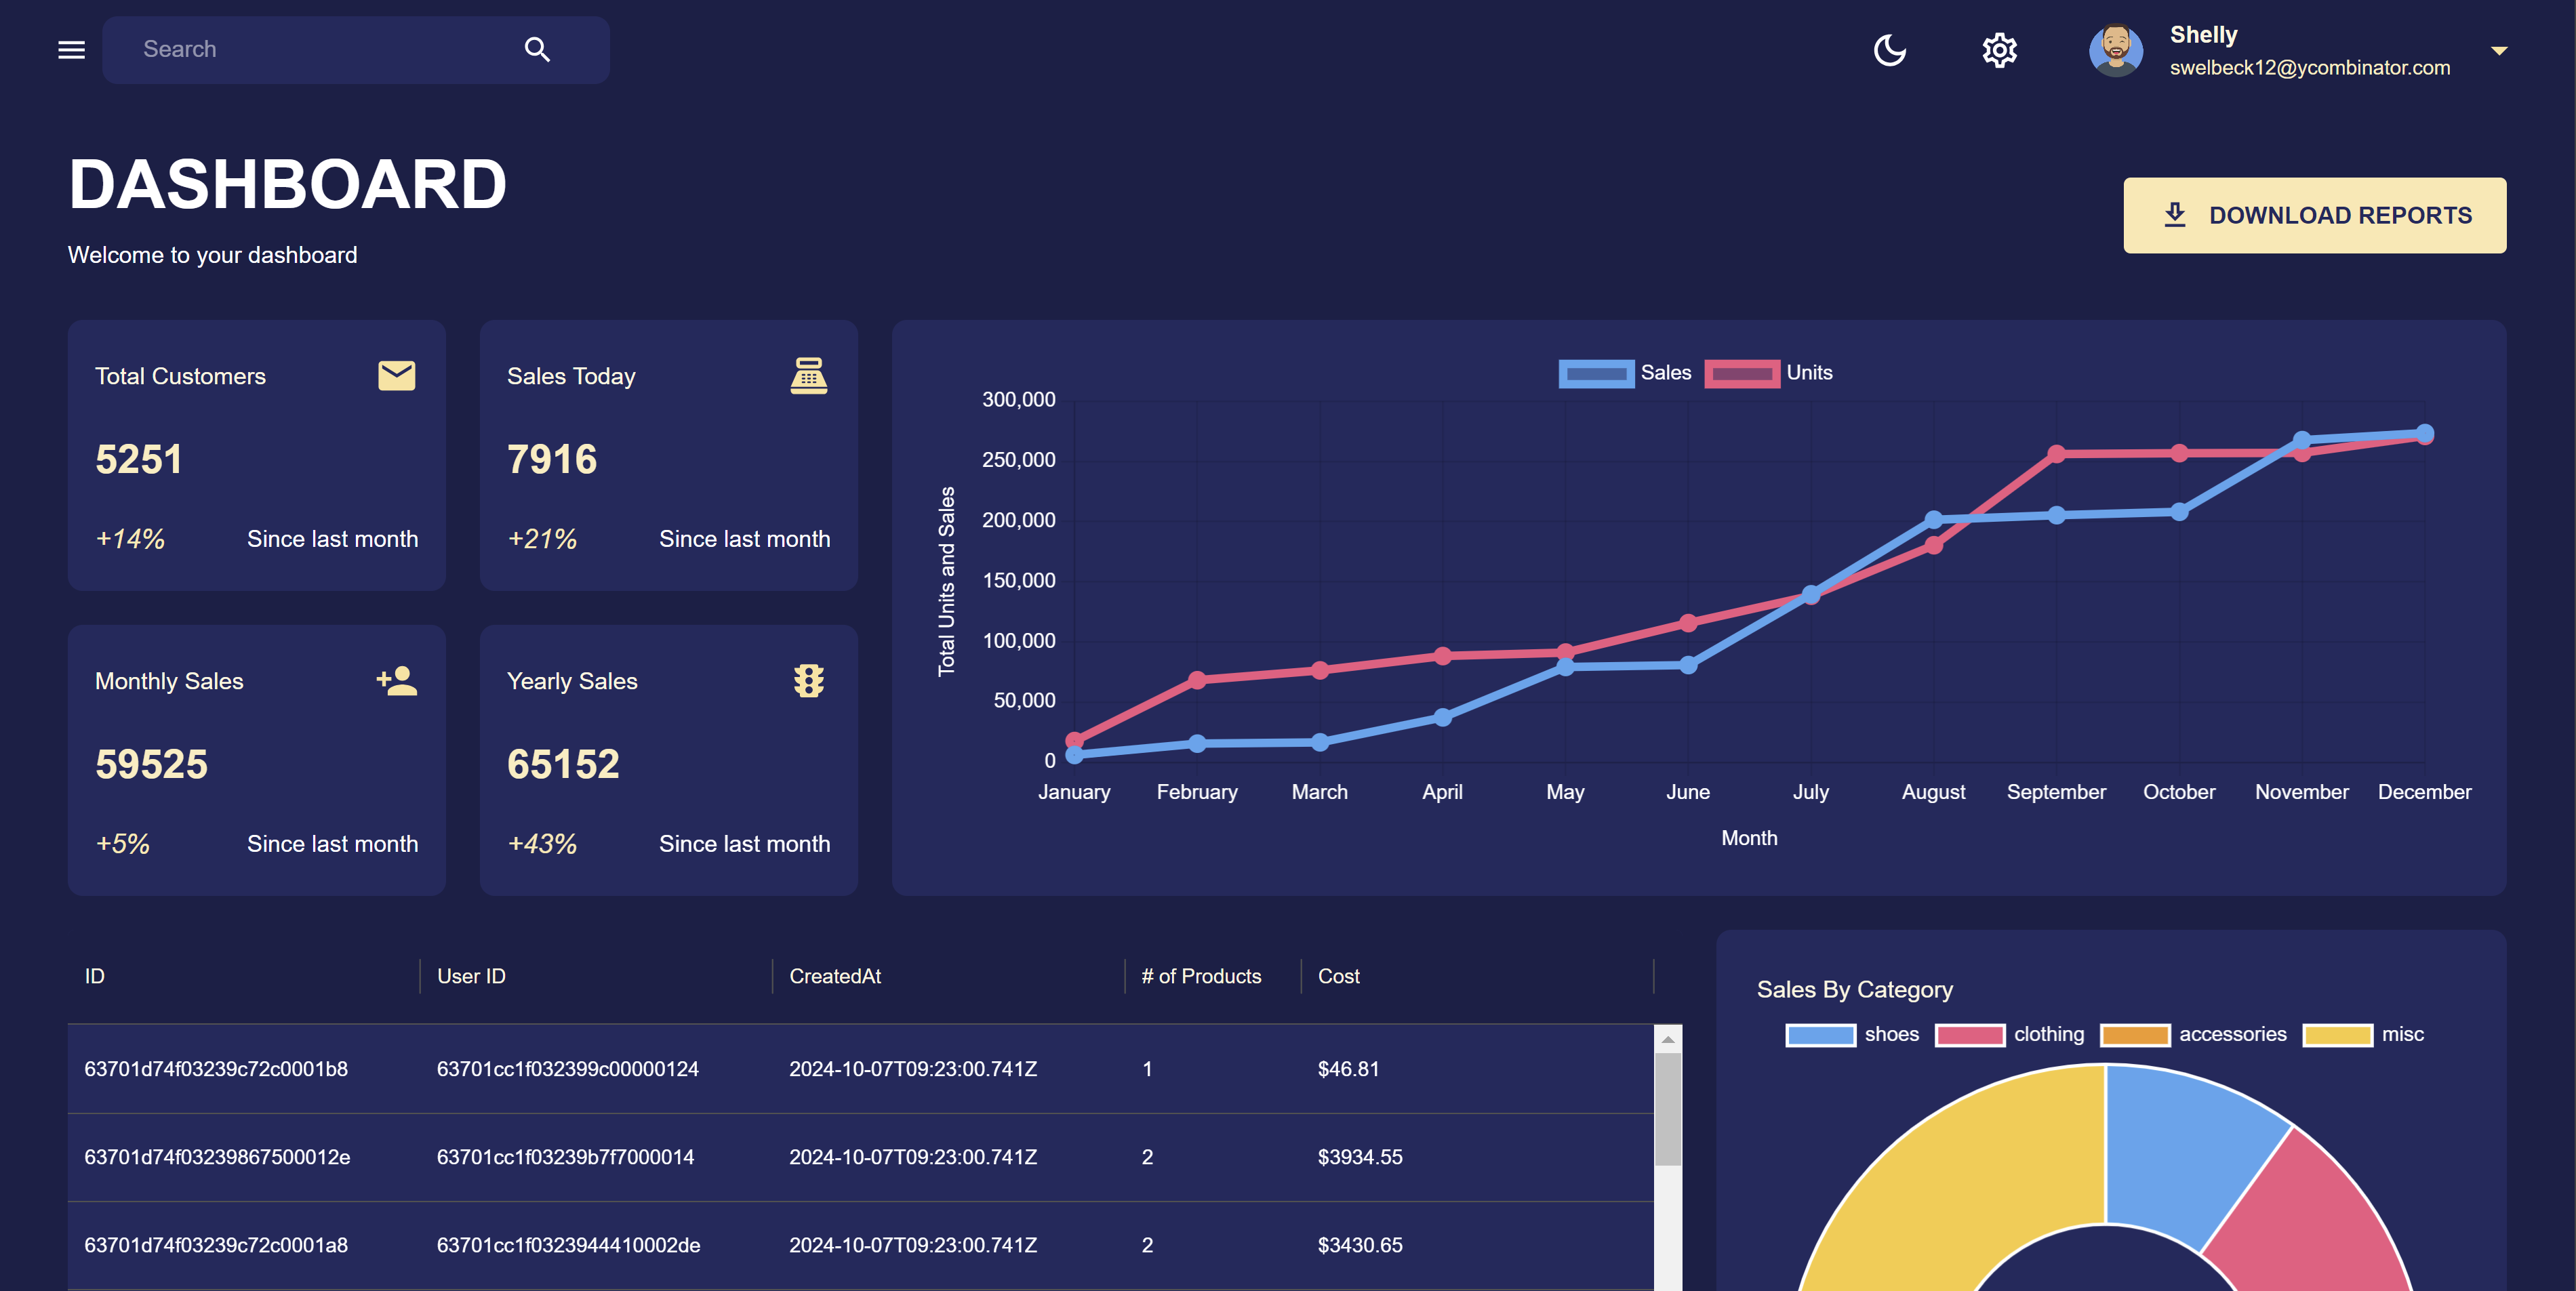 Search
Shelly
swelbeck12@ycombinator.com
DASHBOARD
Welcome to your dashboard
DOWNLOAD REPORTS
Total Customers
5251
+14% Since last month
Sales Today
7916
+21% Since last month
Monthly Sales
59525
+5% Since last month
Yearly Sales
65152
+43% Since last month
Sales Units
Total Units and Sales
300,000
250,000
200,000
150,000
100,000
50,000
0
January February March April May June July August September October November December
Month
ID User ID CreatedAt # of Products Cost
63701d74f03239c72c0001b8 63701cc1f032399c00000124 2024-10-07T09:23:00.741Z 1 $46.81
63701d74f03239867500012e 63701cc1f03239b7f7000014 2024-10-07T09:23:00.741Z 2 $3934.55
63701d74f03239c72c0001a8 63701cc1f0323944410002de 2024-10-07T09:23:00.741Z 2 $3430.65
Sales By Category
shoes clothing accessories misc